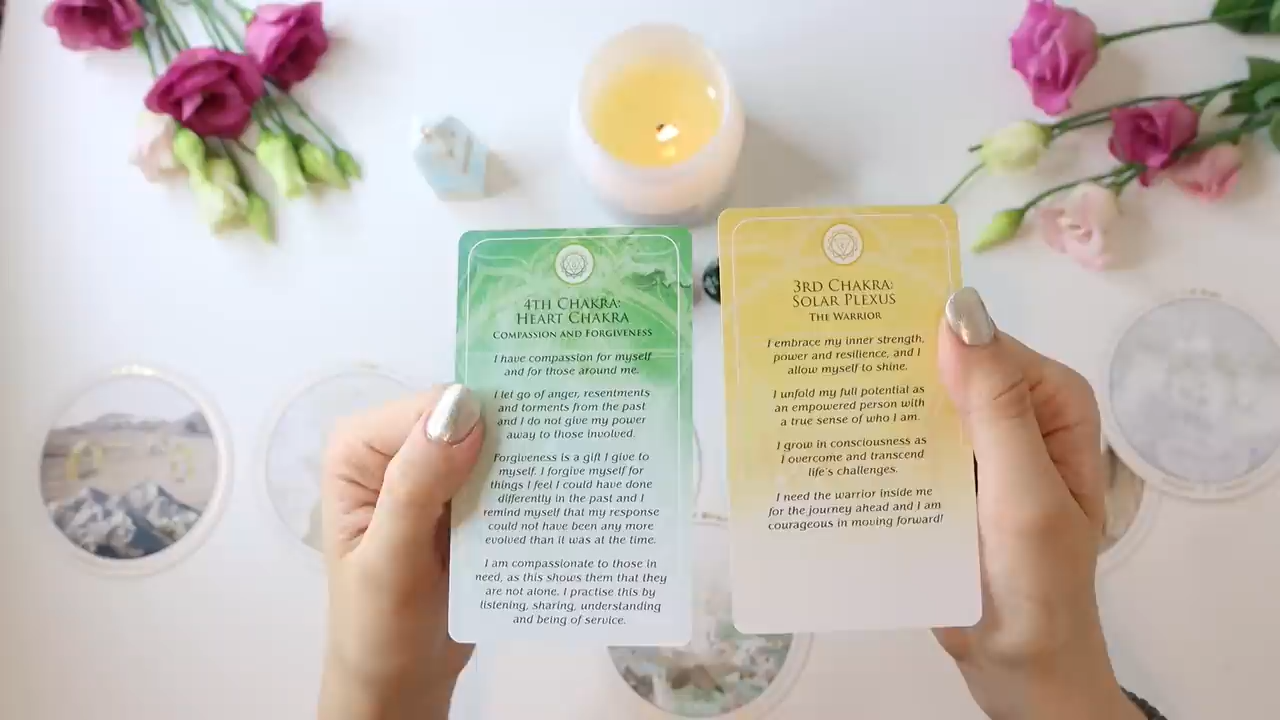 4TH CHAKRA:
HEART CHAKRA
COMPASSION AND FORGIVENESS
I have compassion for myself
and for those around me.
I let go of anger, resentments
and torments from the past
and I do not give my power
away to those involved.
Forgiveness is a gift I give to
myself. I forgive myself for
things I feel I could have done
differently in the past and I
remind myself that my response
could not have been any more
evolved than it was at the time.
I am compassionate to those in
need, as this shows them that they
are not alone. I practise this by
listening, sharing, understanding
and being of service.
3RD CHAKRA:
SOLAR PLEXUS
THE WARRIOR
I embrace my inner strength,
power and resilience, and I
allow myself to shine.
I unfold my full potential as
an empowered person with
a true sense of who I am.
I grow in consciousness as
I overcome and transcend
life's challenges.
I need the warrior inside me
for the journey ahead and I am
courageous in moving forward!